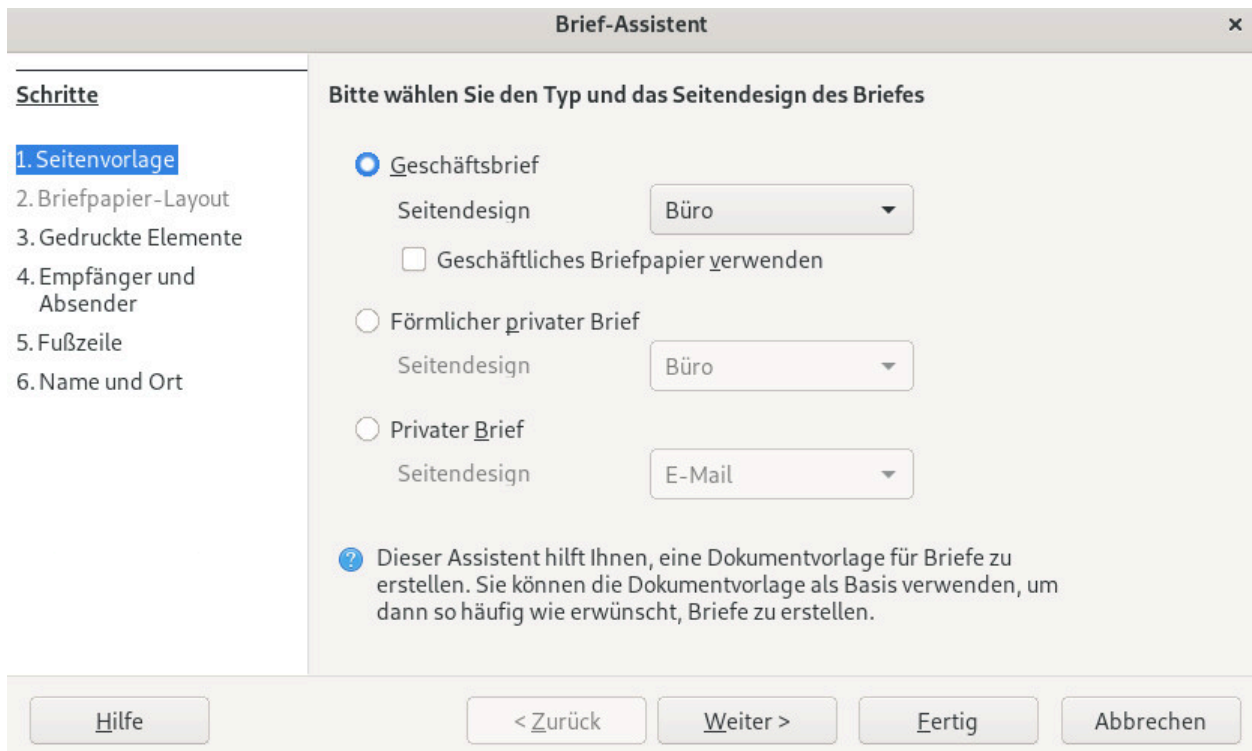 Brief-Assistent
Schritte
1. Seitenvorlage
2. Briefpapier-Layout
3. Gedruckte Elemente
4. Empfänger und
Absender
5. Fußzeile
6. Name und Ort
Bitte wählen Sie den Typ und das Seitendesign des Briefes
Geschäftsbrief
Seitendesign Büro
Geschäftliches Briefpapier verwenden
Förmlicher privater Brief
Seitendesign Büro
Privater Brief
Seitendesign E-Mail
Dieser Assistent hilft Ihnen, eine Dokumentvorlage für Briefe zu
erstellen. Sie können die Dokumentvorlage als Basis verwenden, um
dann so häufig wie erwünscht, Briefe zu erstellen.
Hilfe < Zurück Weiter > Fertig Abbrechen